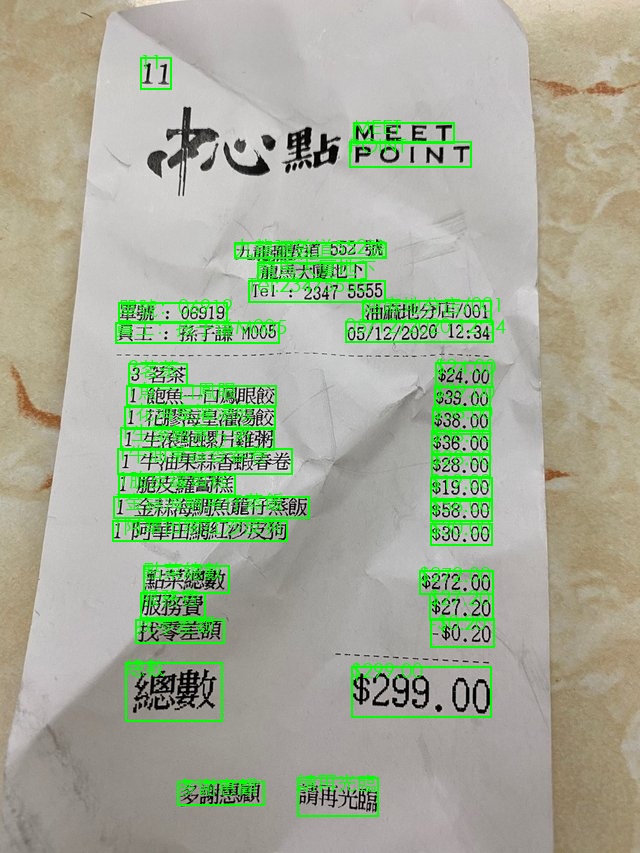 11
中心點 MEET POINT
九龍彌敦道 552 號
龍馬大樓地下
Tel : 2347 5555
單號 : 06919 油麻地分店/001
員工 : 孫子謙 M005 05/12/2020 12:34
3 茗茶 $24.00
1 鮑魚一口鳳眼餃 $39.00
1 花膠海皇灌湯餃 $38.00
1 生滾鮑螺片雞粥 $36.00
1 牛油果蒜香蝦春卷 $28.00
1 脆皮蘿蔔糕 $19.00
1 金蒜海鯛魚籠仔蒸飯 $58.00
1 阿華田網紅沙皮狗 $30.00
點菜總數 $272.00
服務費 $27.20
找零差額 -$0.20
總數 $299.00
多謝惠顧 請再光臨